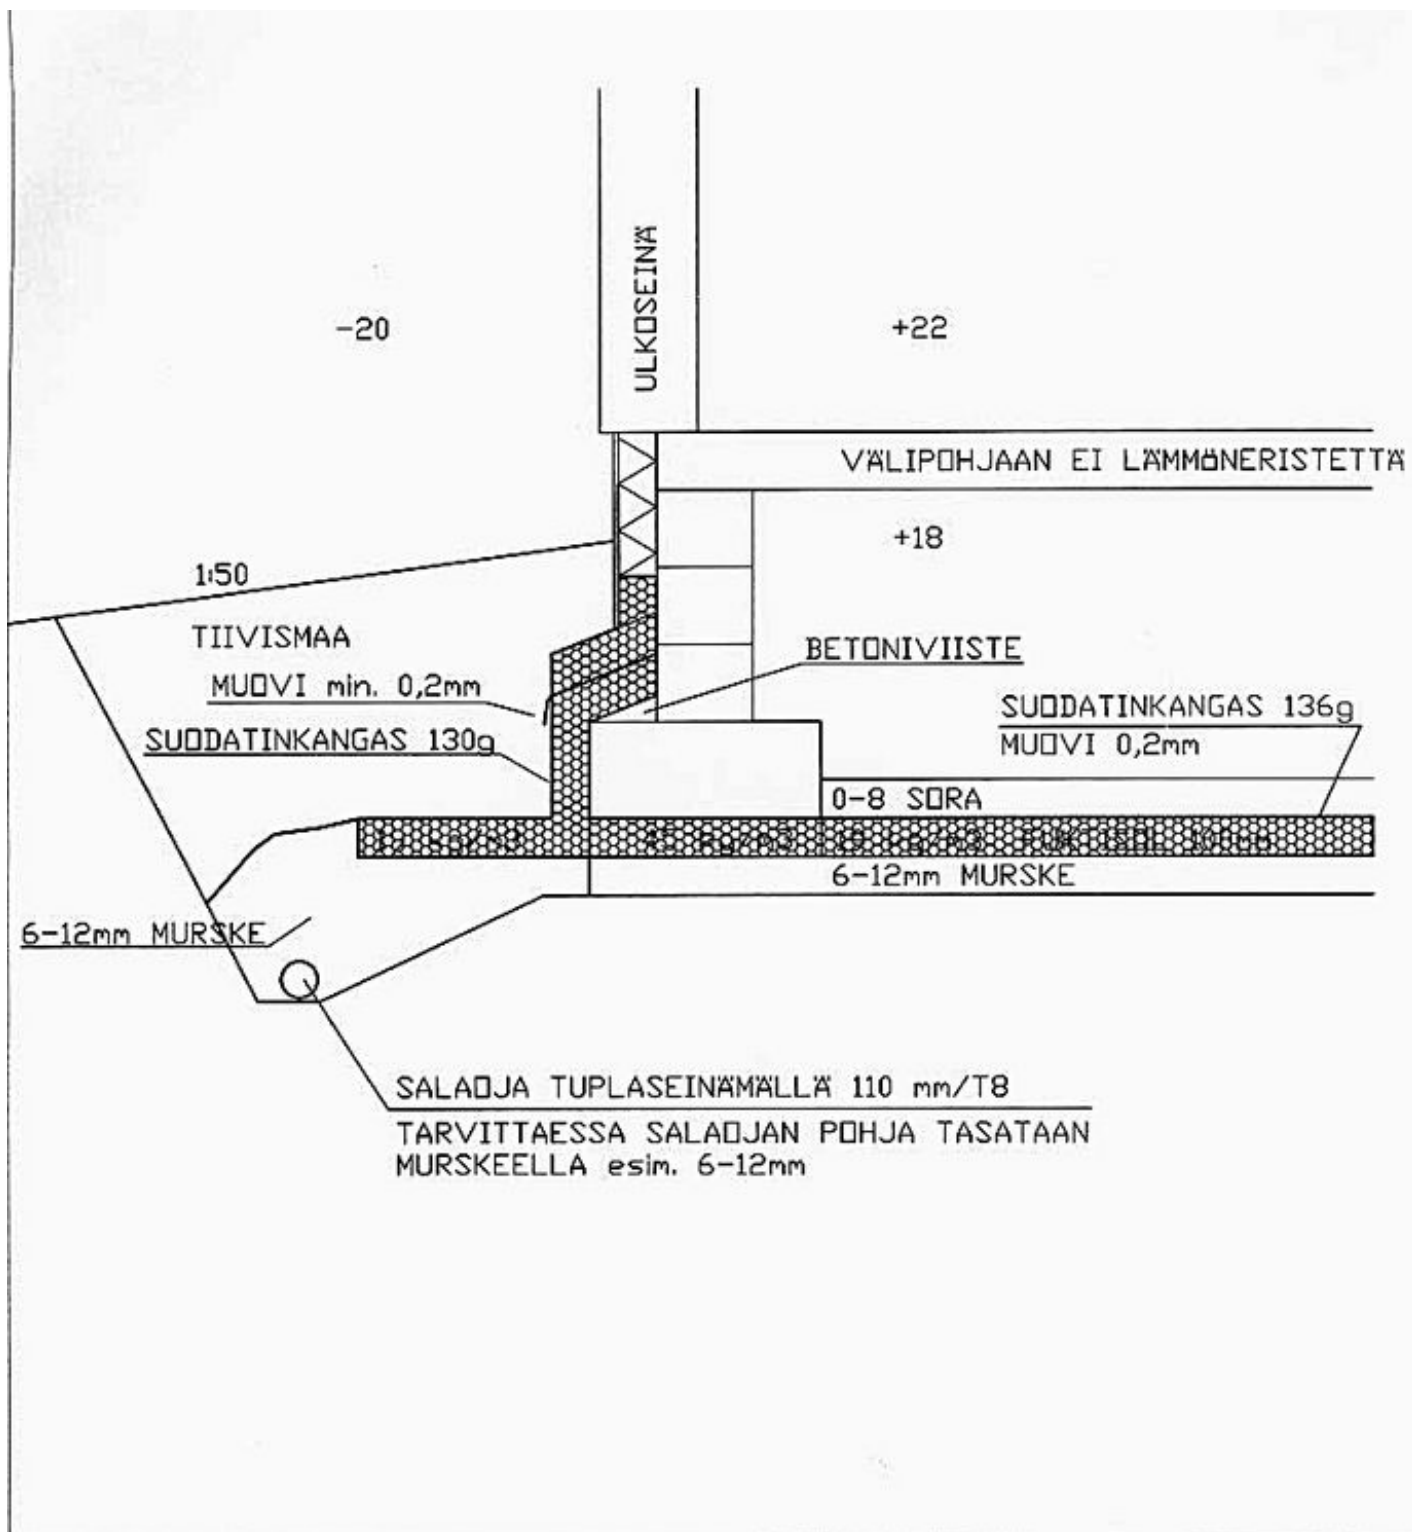 ULKOSEINÄ
-20
+22
VÄLIPOHJAAN EI LÄMMÖNERISTETTÄ
+18
1:50
TIIVISMAA
BETONIVIISTE
MUOVI min. 0,2mm
SUODATINKANGAS 136g
MUOVI 0,2mm
SUODATINKANGAS 130g
0-8 SORA
100mm
6-12mm MURSKE
6-12mm MURSKE
SALAOJA TUPLASEINÄMÄLLÄ 110 mm/T8
TARVITTAESSA SALAOJAN POHJA TASATAAN
MURSKEELLA esim. 6-12mm